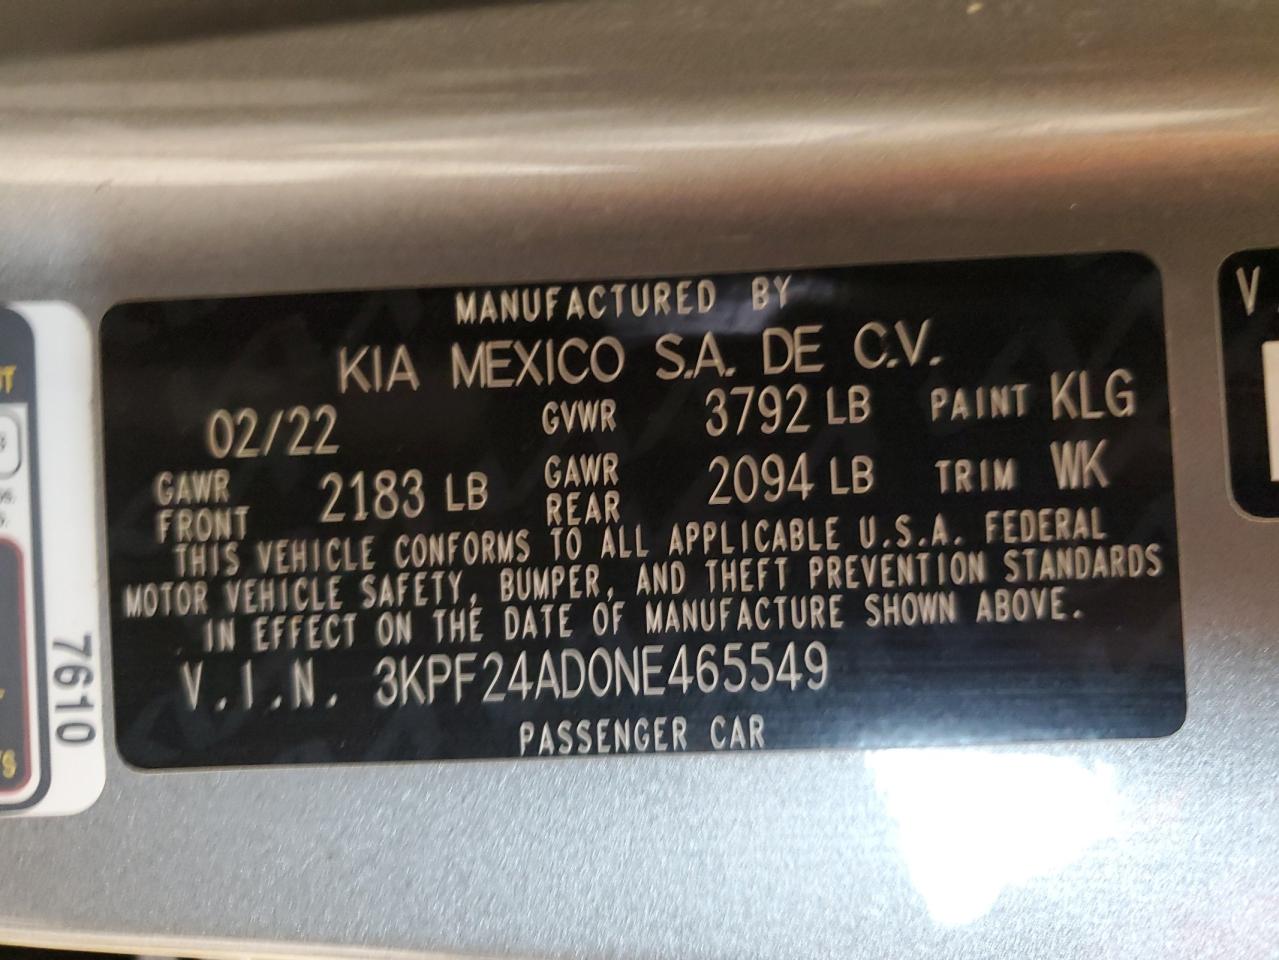 MANUFACTURED BY
KIA MEXICO S.A. DE C.V.
02/22 GVWR 3792 LB PAINT KLG
GAWR FRONT 2183 LB GAWR REAR 2094 LB TRIM WK
THIS VEHICLE CONFORMS TO ALL APPLICABLE U.S.A. FEDERAL
MOTOR VEHICLE SAFETY, BUMPER, AND THEFT PREVENTION STANDARDS
IN EFFECT ON THE DATE OF MANUFACTURE SHOWN ABOVE.
V.I.N. 3KPF24AD0NE465549
PASSENGER CAR
7610
V